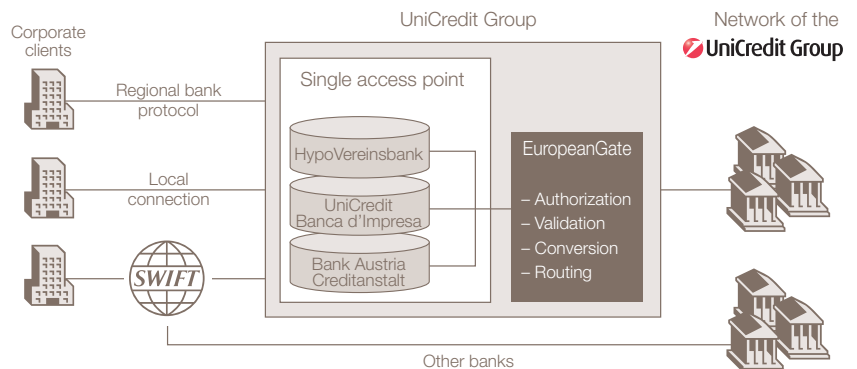 UniCredit Group
Network of the
UniCredit Group
Corporate
clients
Single access point
Regional bank
protocol
HypoVereinsbank
EuropeanGate
Local
connection
UniCredit
Banca d’Impresa
– Authorization
– Validation
– Conversion
– Routing
Bank Austria
Creditanstalt
SWIFT
Other banks